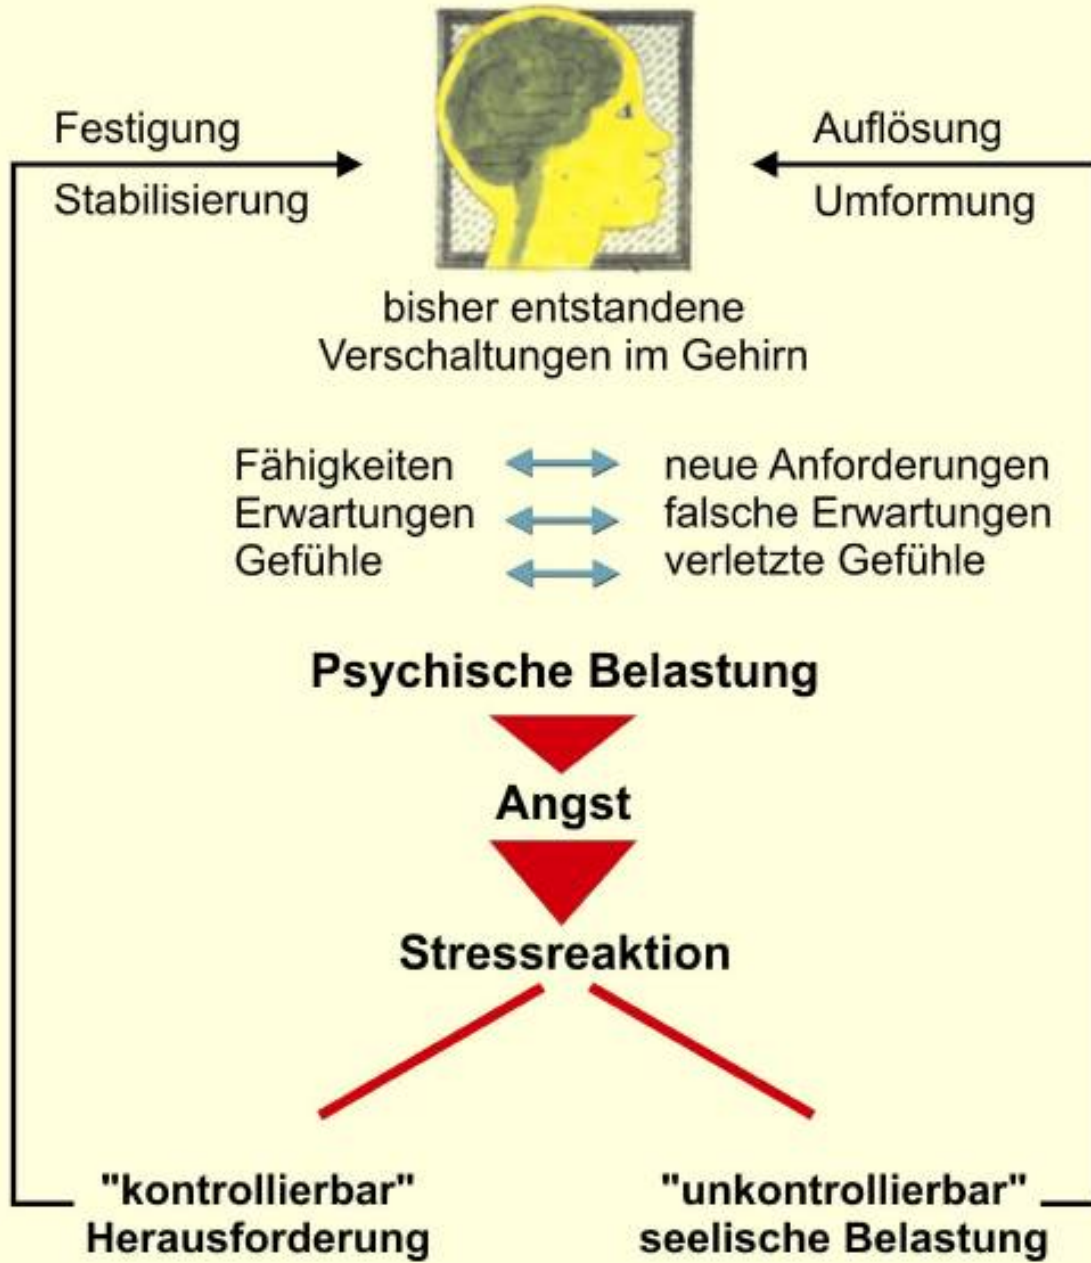 Festigung
Stabilisierung
Auflösung
Umformung
bisher entstandene
Verschaltungen im Gehirn
Fähigkeiten neue Anforderungen
Erwartungen falsche Erwartungen
Gefühle verletzte Gefühle
Psychische Belastung
Angst
Stressreaktion
"kontrollierbar"
Herausforderung
"unkontrollierbar"
seelische Belastung